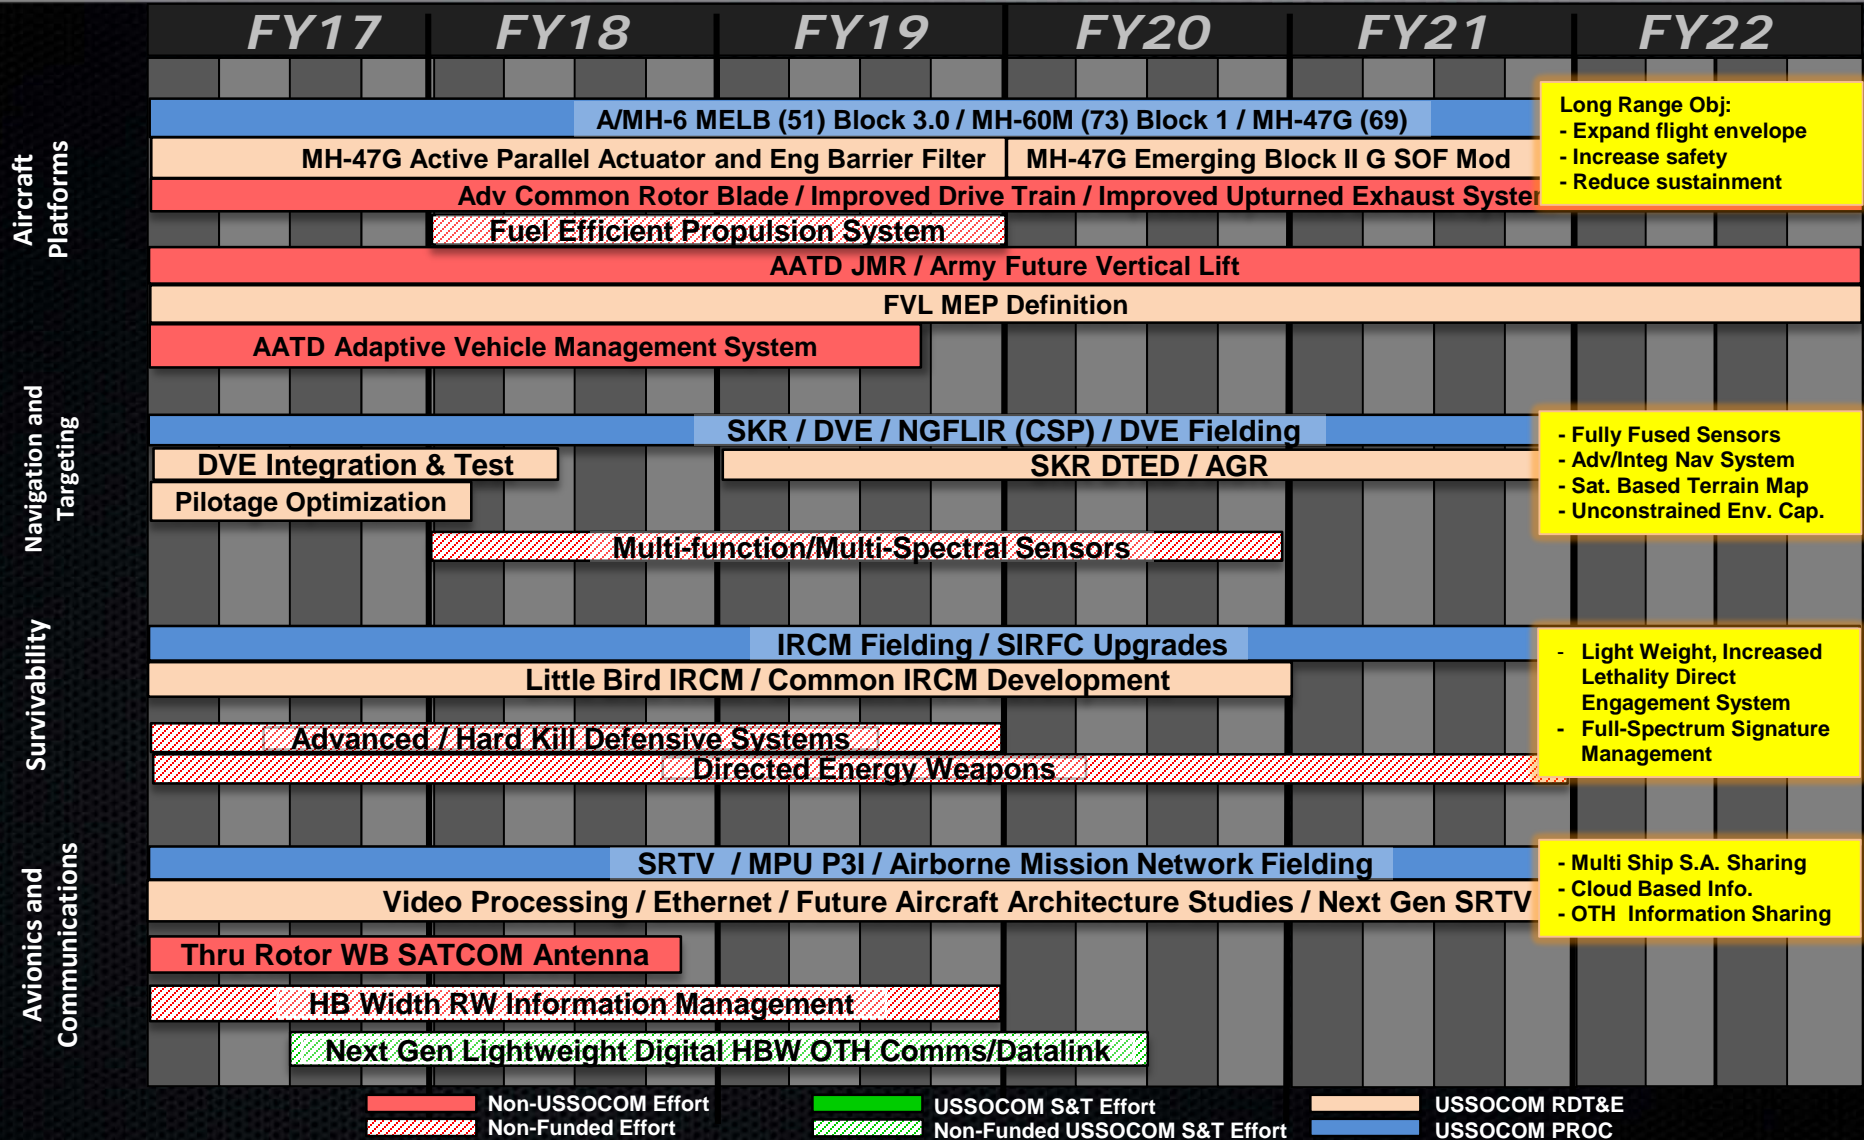 FY17 FY18 FY19 FY20 FY21 FY22
Aircraft
Platforms
A/MH-6 MELB (51) Block 3.0 / MH-60M (73) Block 1 / MH-47G (69)
MH-47G Active Parallel Actuator and Eng Barrier Filter
MH-47G Emerging Block II G SOF Mod
Adv Common Rotor Blade / Improved Drive Train / Improved Upturned Exhaust
Fuel Efficient Propulsion System
AATD JMR / Army Future Vertical Lift
FVL MEP Definition
AATD Adaptive Vehicle Management System
Long Range Obj:
- Expand flight envelope
- Increase safety
- Reduce sustainment
Navigation and
Targeting
SKR / DVE / NGFLIR (CSP) / DVE Fielding
DVE Integration & Test
SKR DTED / AGR
Pilotage Optimization
Multi-function/Multi-Spectral Sensors
- Fully Fused Sensors
- Adv/Integ Nav System
- Sat. Based Terrain Map
- Unconstrained Env. Cap.
Survivability
IRCM Fielding / SIRFC Upgrades
Little Bird IRCM / Common IRCM Development
Advanced / Hard Kill Defensive Systems
Directed Energy Weapons
- Light Weight, Increased
Lethality Direct
Engagement System
- Full-Spectrum Signature
Management
Avionics and
Communications
SRTV / MPU P3I / Airborne Mission Network Fielding
Video Processing / Ethernet / Future Aircraft Architecture Studies / Next Gen SRTV
Thru Rotor WB SATCOM Antenna
HB Width RW Information Management
Next Gen Lightweight Digital HBW OTH Comms/Datalink
- Multi Ship S.A. Sharing
- Cloud Based Info.
- OTH Information Sharing
Non-USSOCOM Effort
Non-Funded Effort
USSOCOM S&T Effort
Non-Funded USSOCOM S&T Effort
USSOCOM RDT&E
USSOCOM PROC